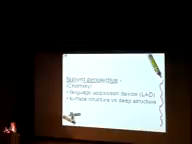 Nativist perspective -
(Chomsky)
• language acquisition device (LAD)
• surface structure vs deep structure